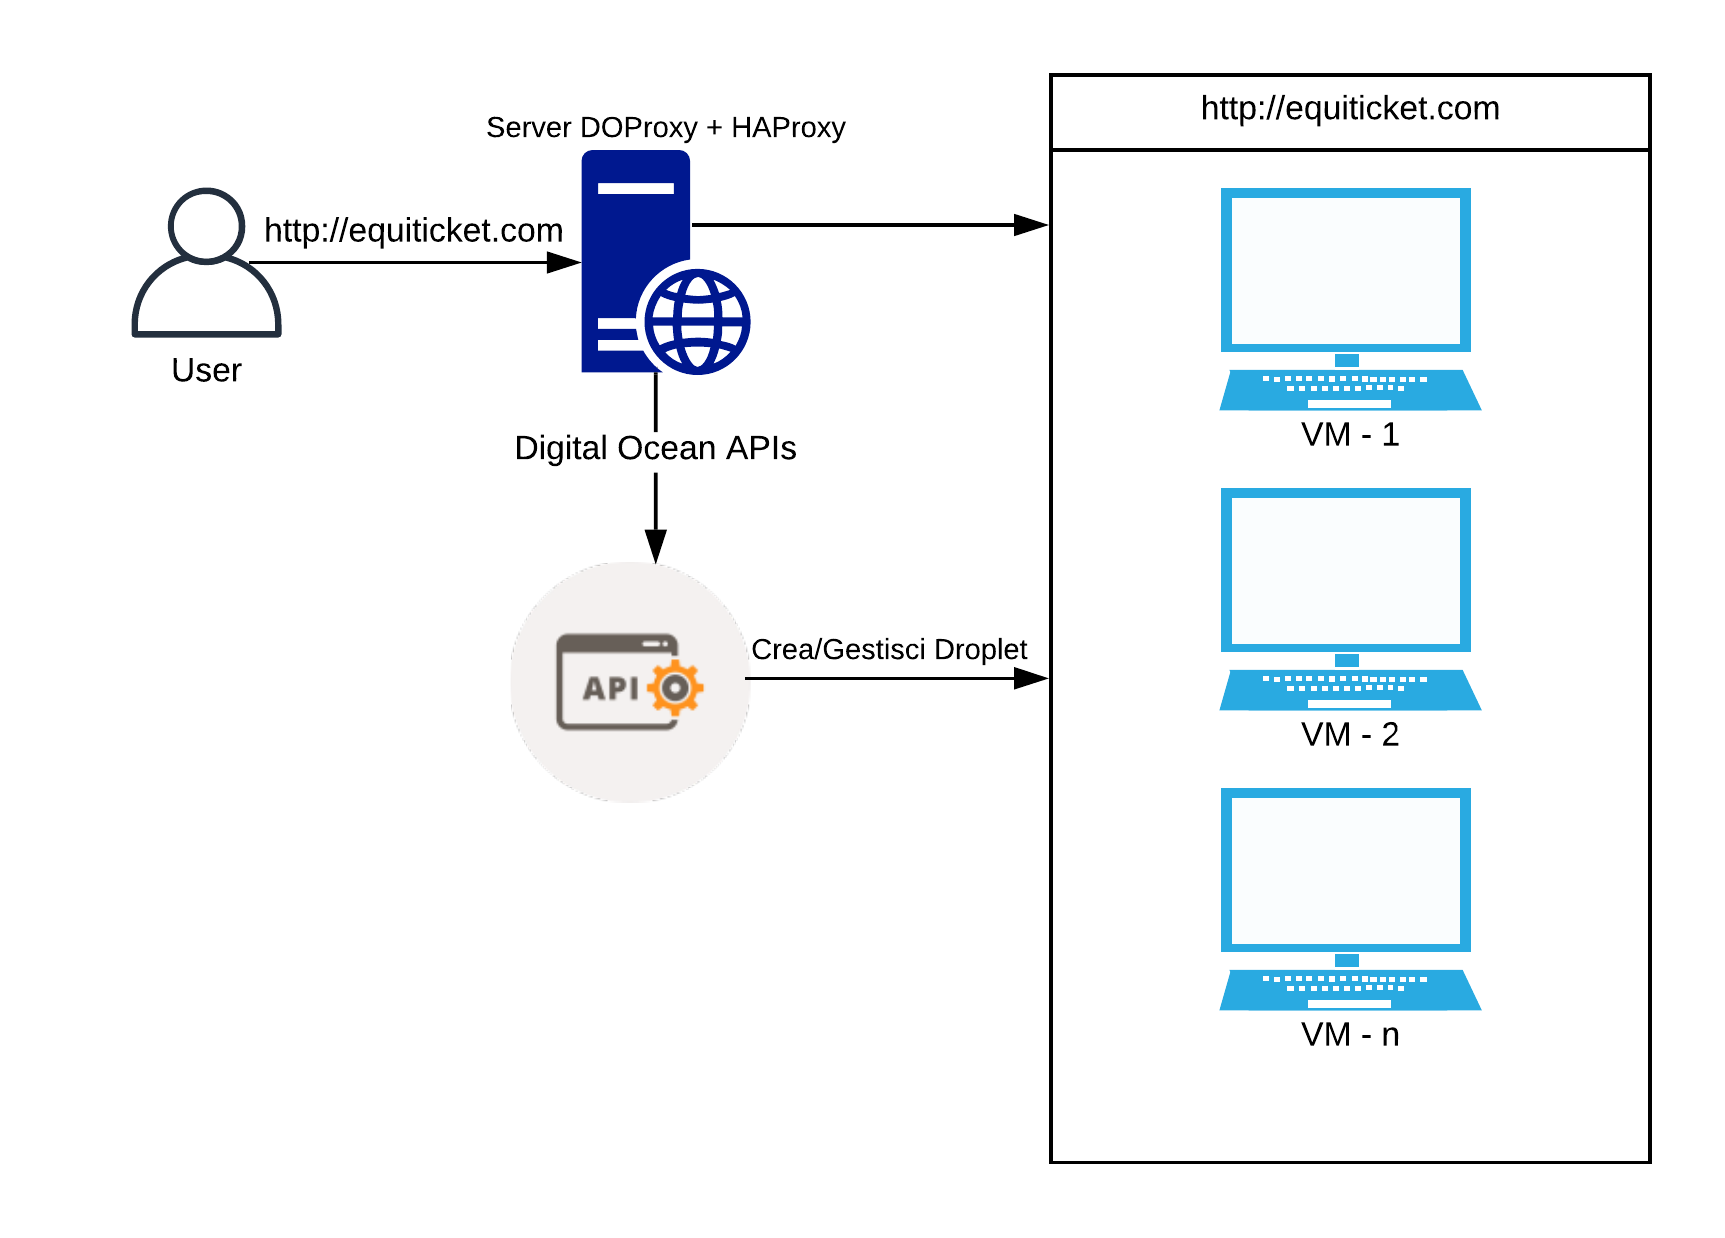 http://equiticket.com
Server DOProxy + HAProxy
http://equiticket.com
User
VM - 1
Digital Ocean APIs
Crea/Gestisci Droplet
API
VM - 2
VM - n